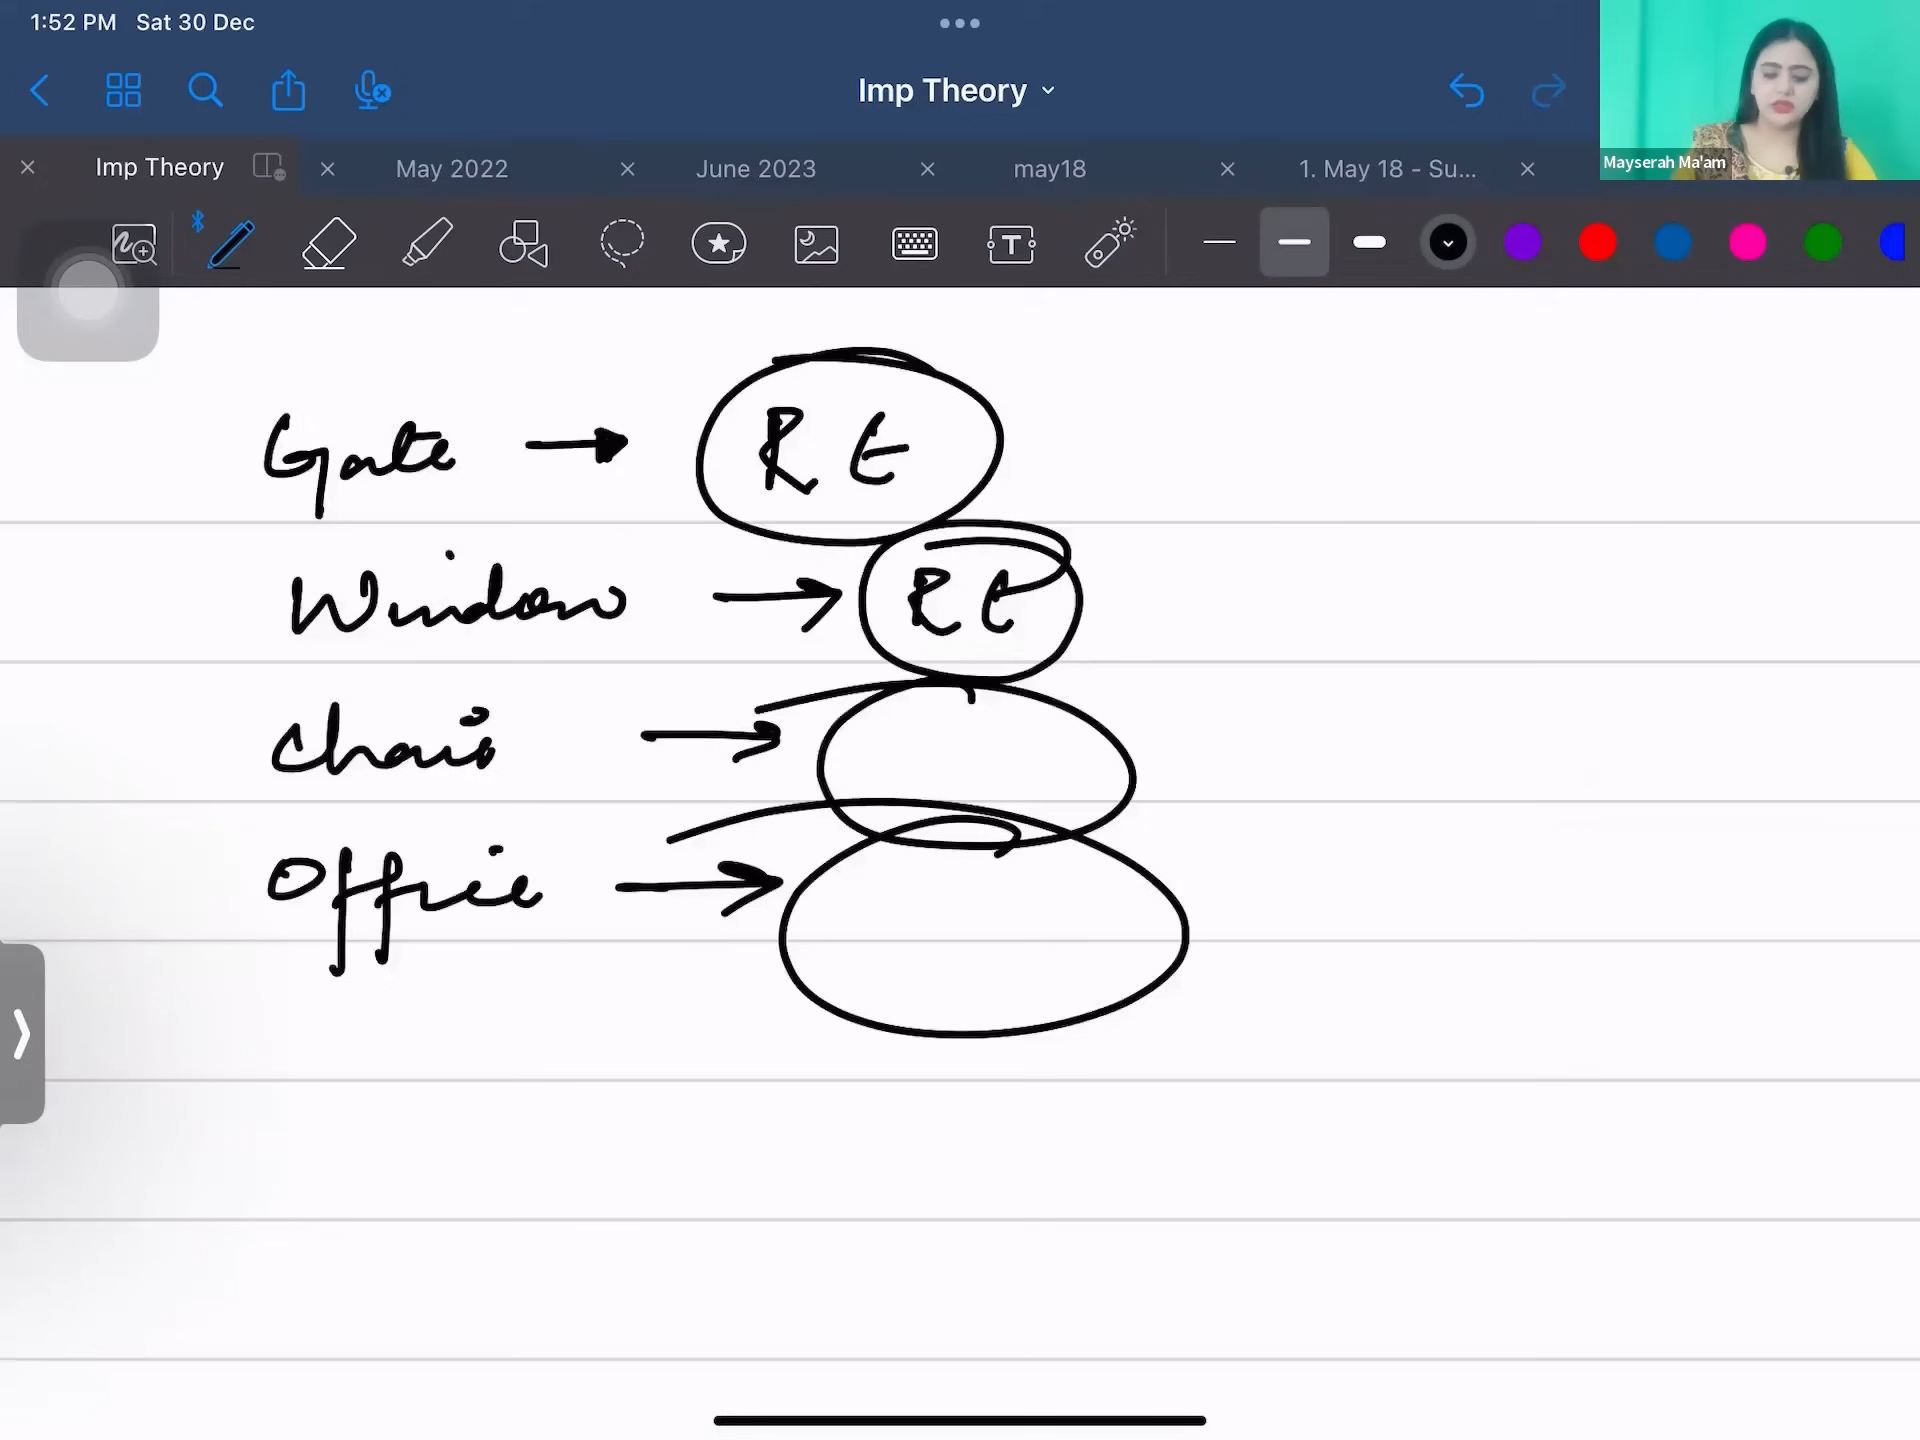 1:52 PM Sat 30 Dec
Imp Theory
Imp Theory May 2022 June 2023 may18 1. May 18 - Su...
Mayserah Ma'am
T
Gate → RE
Window → RE
Chair →
Office →